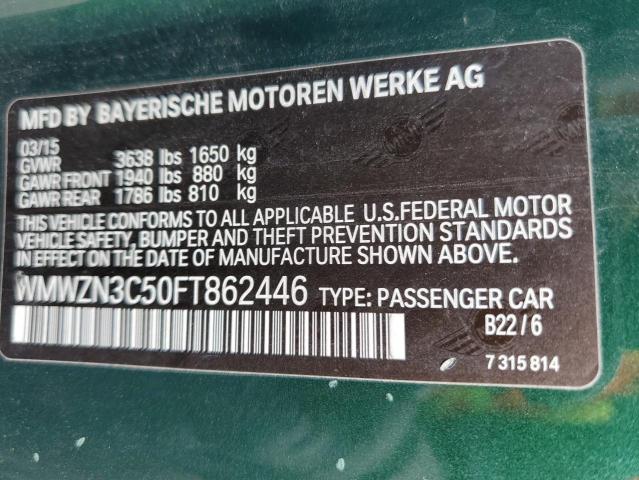 MFD BY BAYERISCHE MOTOREN WERKE AG
03/15
GVWR 3638 lbs 1650 kg
GAWR FRONT 1940 lbs 880 kg
GAWR REAR 1786 lbs 810 kg
THIS VEHICLE CONFORMS TO ALL APPLICABLE U.S.FEDERAL MOTOR
VEHICLE SAFETY, BUMPER AND THEFT PREVENTION STANDARDS
IN EFFECT ON THE DATE OF MANUFACTURE SHOWN ABOVE.
WMWZN3C50FT862446 TYPE: PASSENGER CAR
B22/6
7 315 814